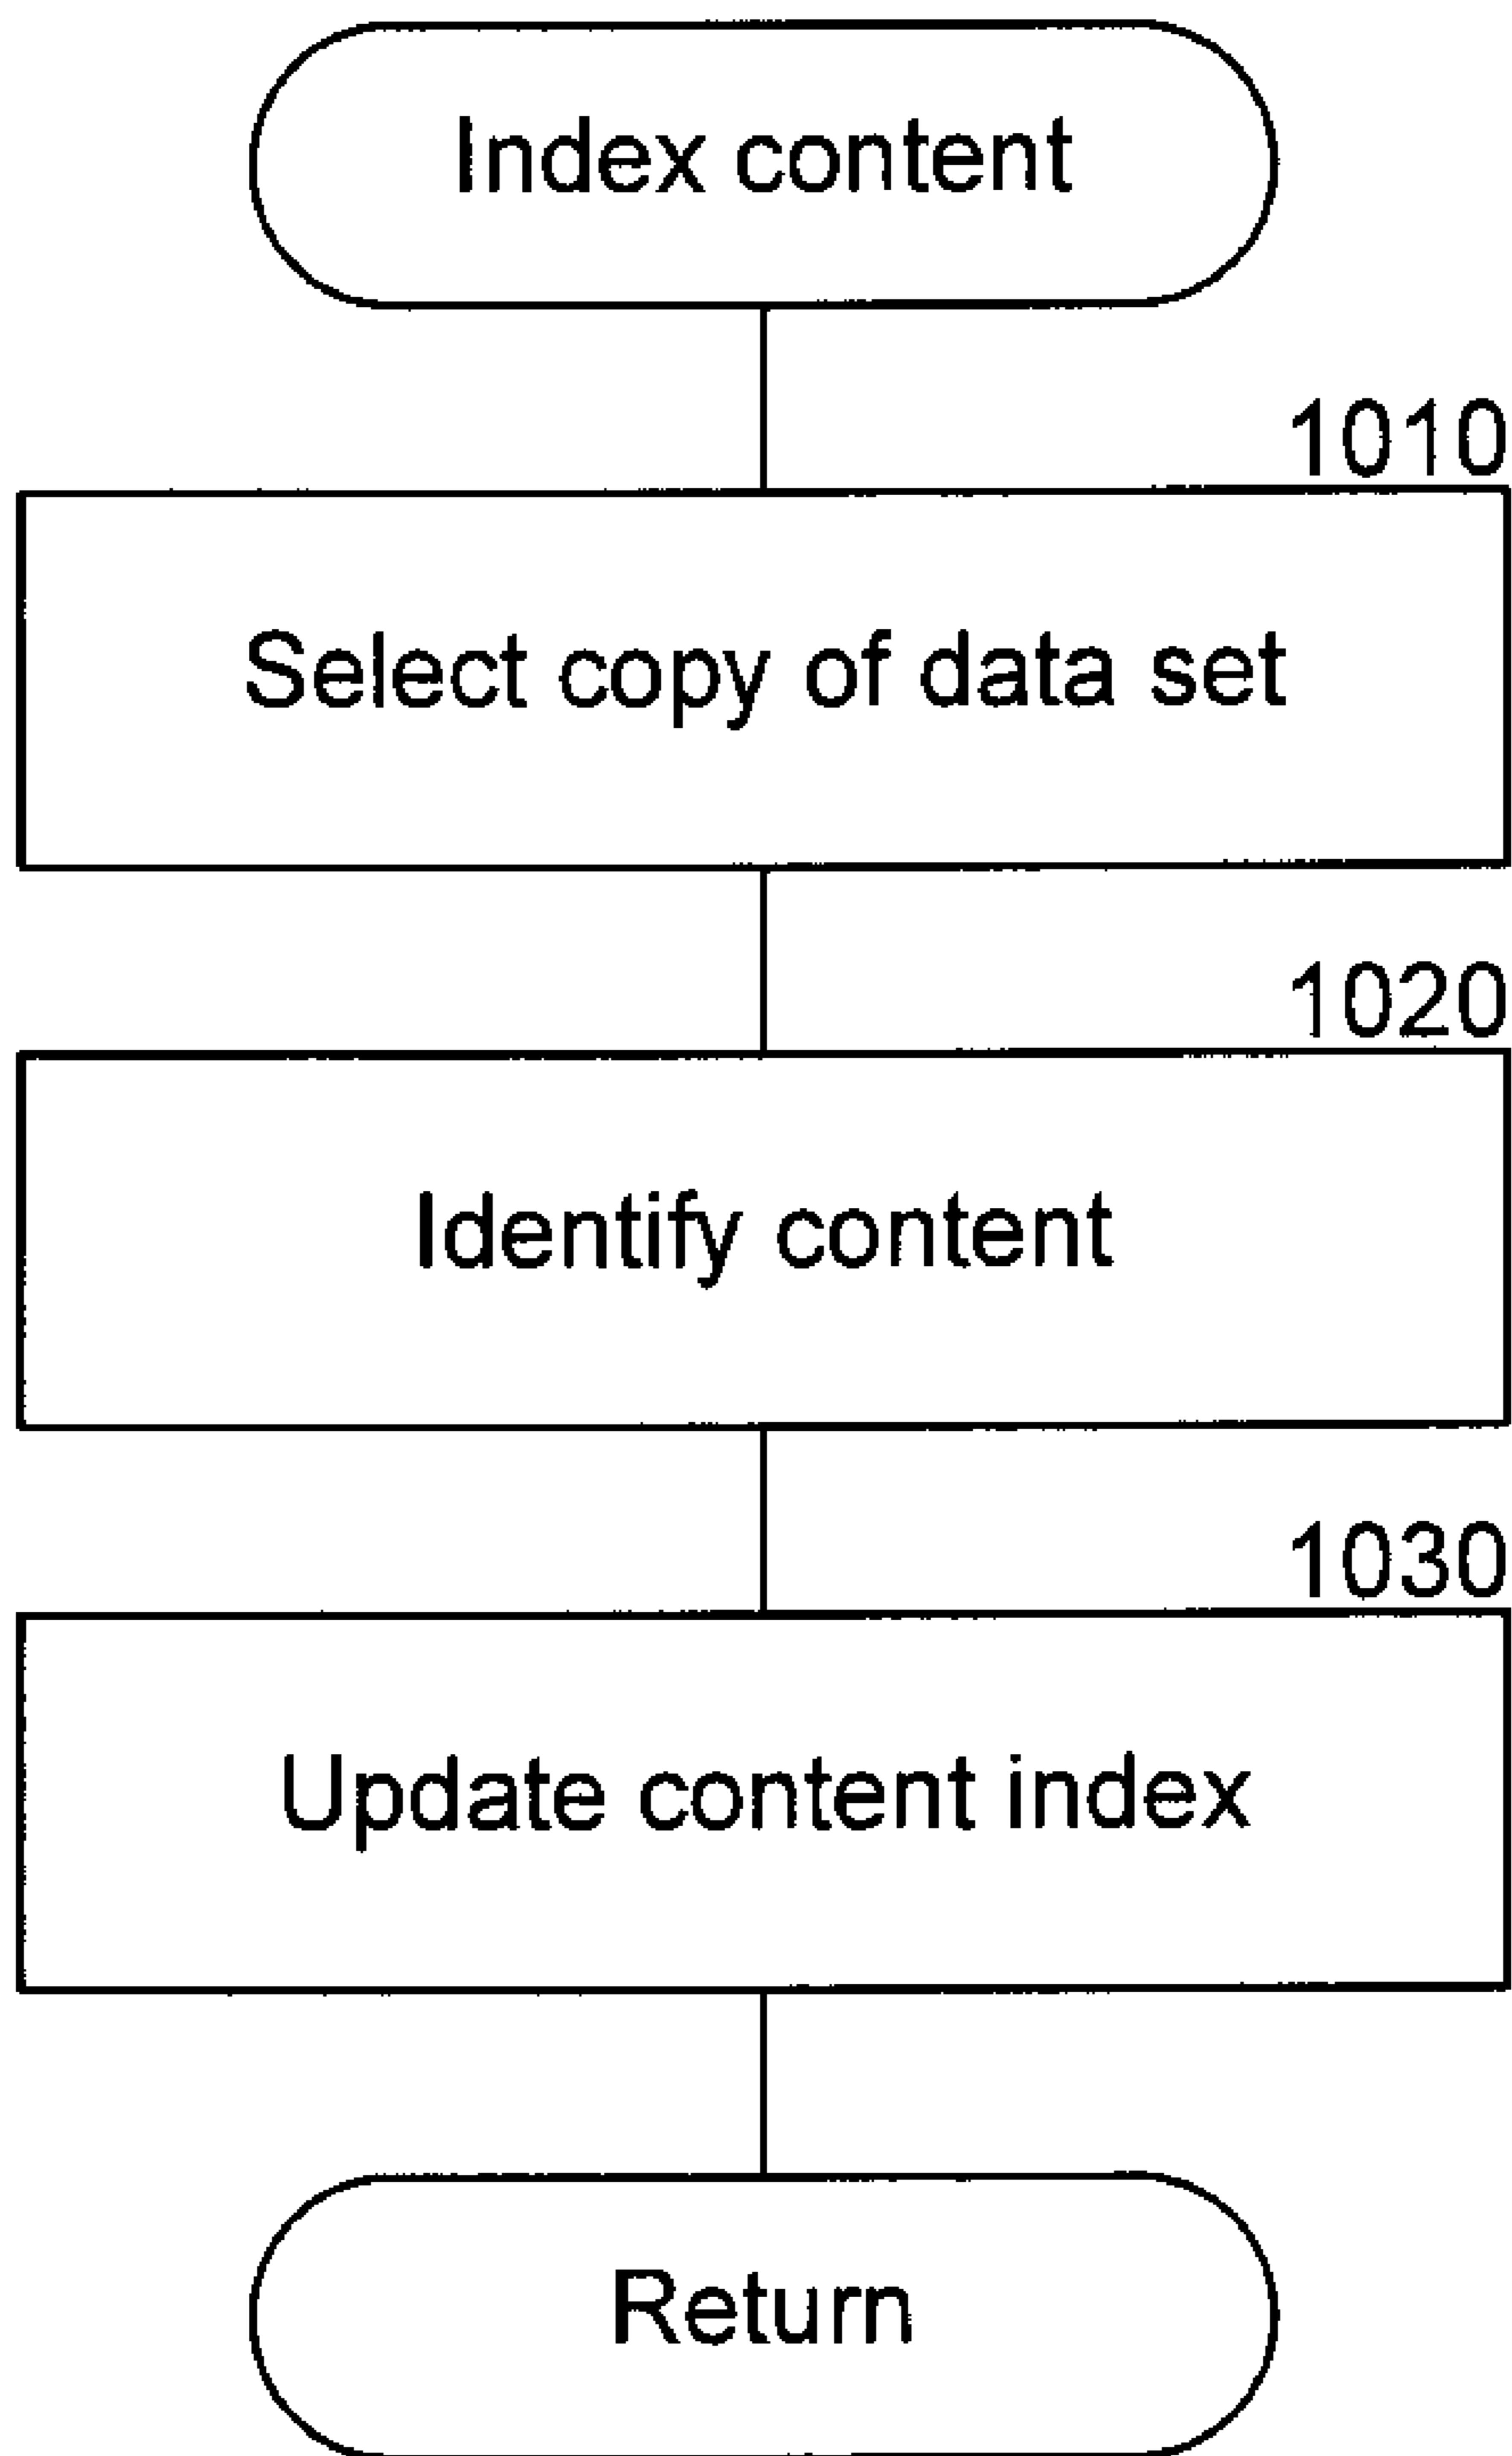 Index content
1010
Select copy of data set
1020
Identify content
1030
Update content index
Return